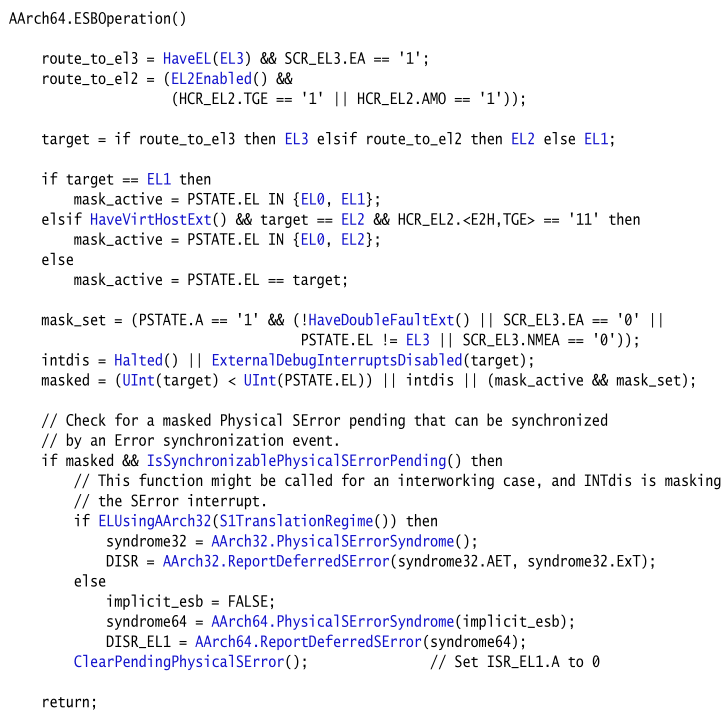 AArch64.ESBOperation()
route_to_el3 = HaveEL(EL3) && SCR_EL3.EA == '1';
route_to_el2 = (EL2Enabled() &&
(HCR_EL2.TGE == '1' || HCR_EL2.AMO == '1'));
target = if route_to_el3 then EL3 elsif route_to_el2 then EL2 else EL1;
if target == EL1 then
mask_active = PSTATE.EL IN {EL0, EL1};
elsif HaveVirtHostExt() && target == EL2 && HCR_EL2.<E2H,TGE> == '11' then
mask_active = PSTATE.EL IN {EL0, EL2};
else
mask_active = PSTATE.EL == target;
mask_set = (PSTATE.A == '1' && (!HaveDoubleFaultExt() || SCR_EL3.EA == '0' ||
PSTATE.EL != EL3 || SCR_EL3.NMEA == '0'));
intdis = Halted() || ExternalDebugInterruptsDisabled(target);
masked = (UInt(target) < UInt(PSTATE.EL)) || intdis || (mask_active && mask_set);
// Check for a masked Physical SError pending that can be synchronized
// by an Error synchronization event.
if masked && IsSynchronizablePhysicalSErrorPending() then
// This function might be called for an interworking case, and INTdis is masking
// the SError interrupt.
if ELUsingAArch32(S1TranslationRegime()) then
syndrome32 = AArch32.PhysicalSErrorSyndrome();
DISR = AArch32.ReportDeferredSError(syndrome32.AET, syndrome32.ExT);
else
implicit_esb = FALSE;
syndrome64 = AArch64.PhysicalSErrorSyndrome(implicit_esb);
DISR_EL1 = AArch64.ReportDeferredSError(syndrome64);
ClearPendingPhysicalSError(); // Set ISR_EL1.A to 0
return;